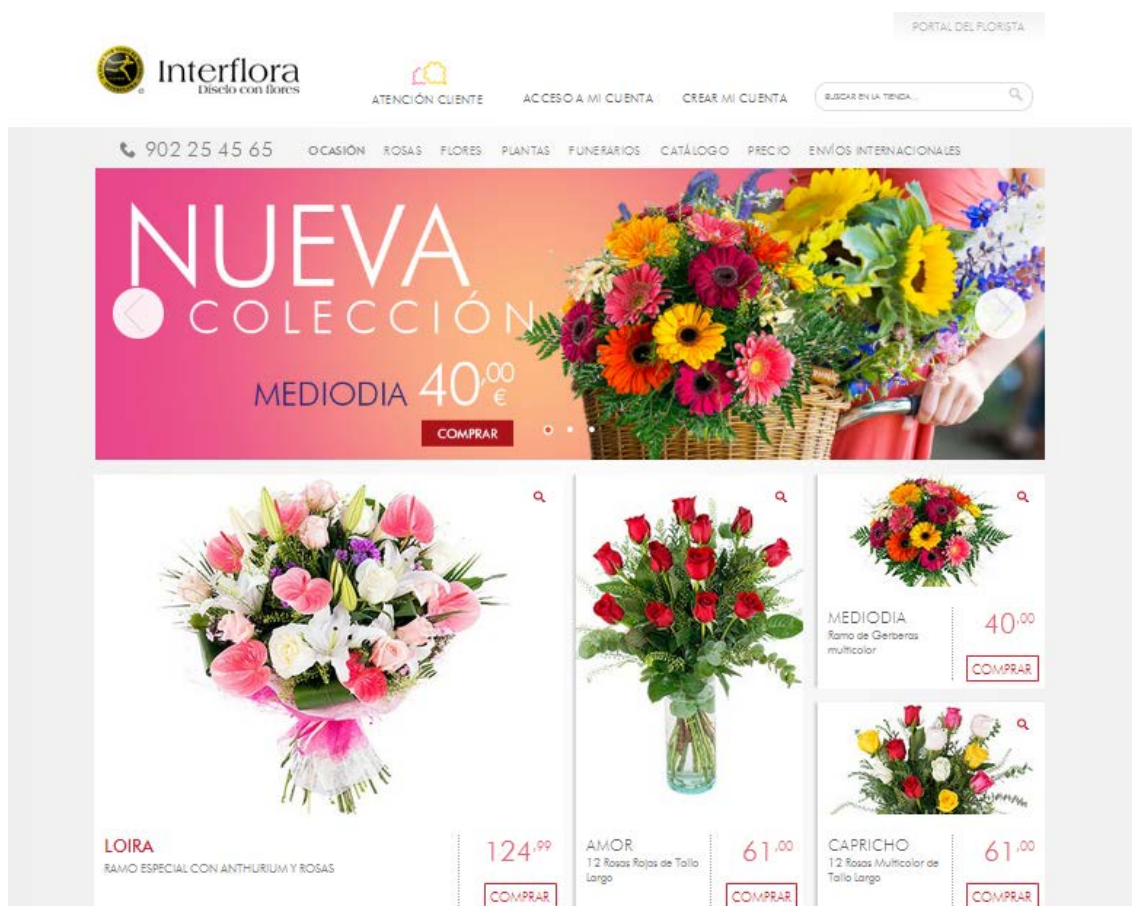 PORTAL DEL FLORISTA
Interflora
Díselo con flores
ATENCIÓN CLIENTE
ACCESO A MI CUENTA
CREAR MI CUENTA
BUSCAR EN LA TIENDA...
902 25 45 65
OCASIÓN ROSAS FLORES PLANTAS FUNERARIOS CATÁLOGO PRECIO ENVÍOS INTERNACIONALES
NUEVA
COLECCIÓN
MEDIODIA 40,00 €
COMPRAR
LOIRA
RAMO ESPECIAL CON ANTHURIUM Y ROSAS
124,99
COMPRAR
AMOR
12 Rosas Rojas de Tallo
Largo
61,00
COMPRAR
MEDIODIA
Ramo de Gerberas
multicolor
40,00
COMPRAR
CAPRICHO
12 Rosas Multicolor de
Tallo Largo
61,00
COMPRAR